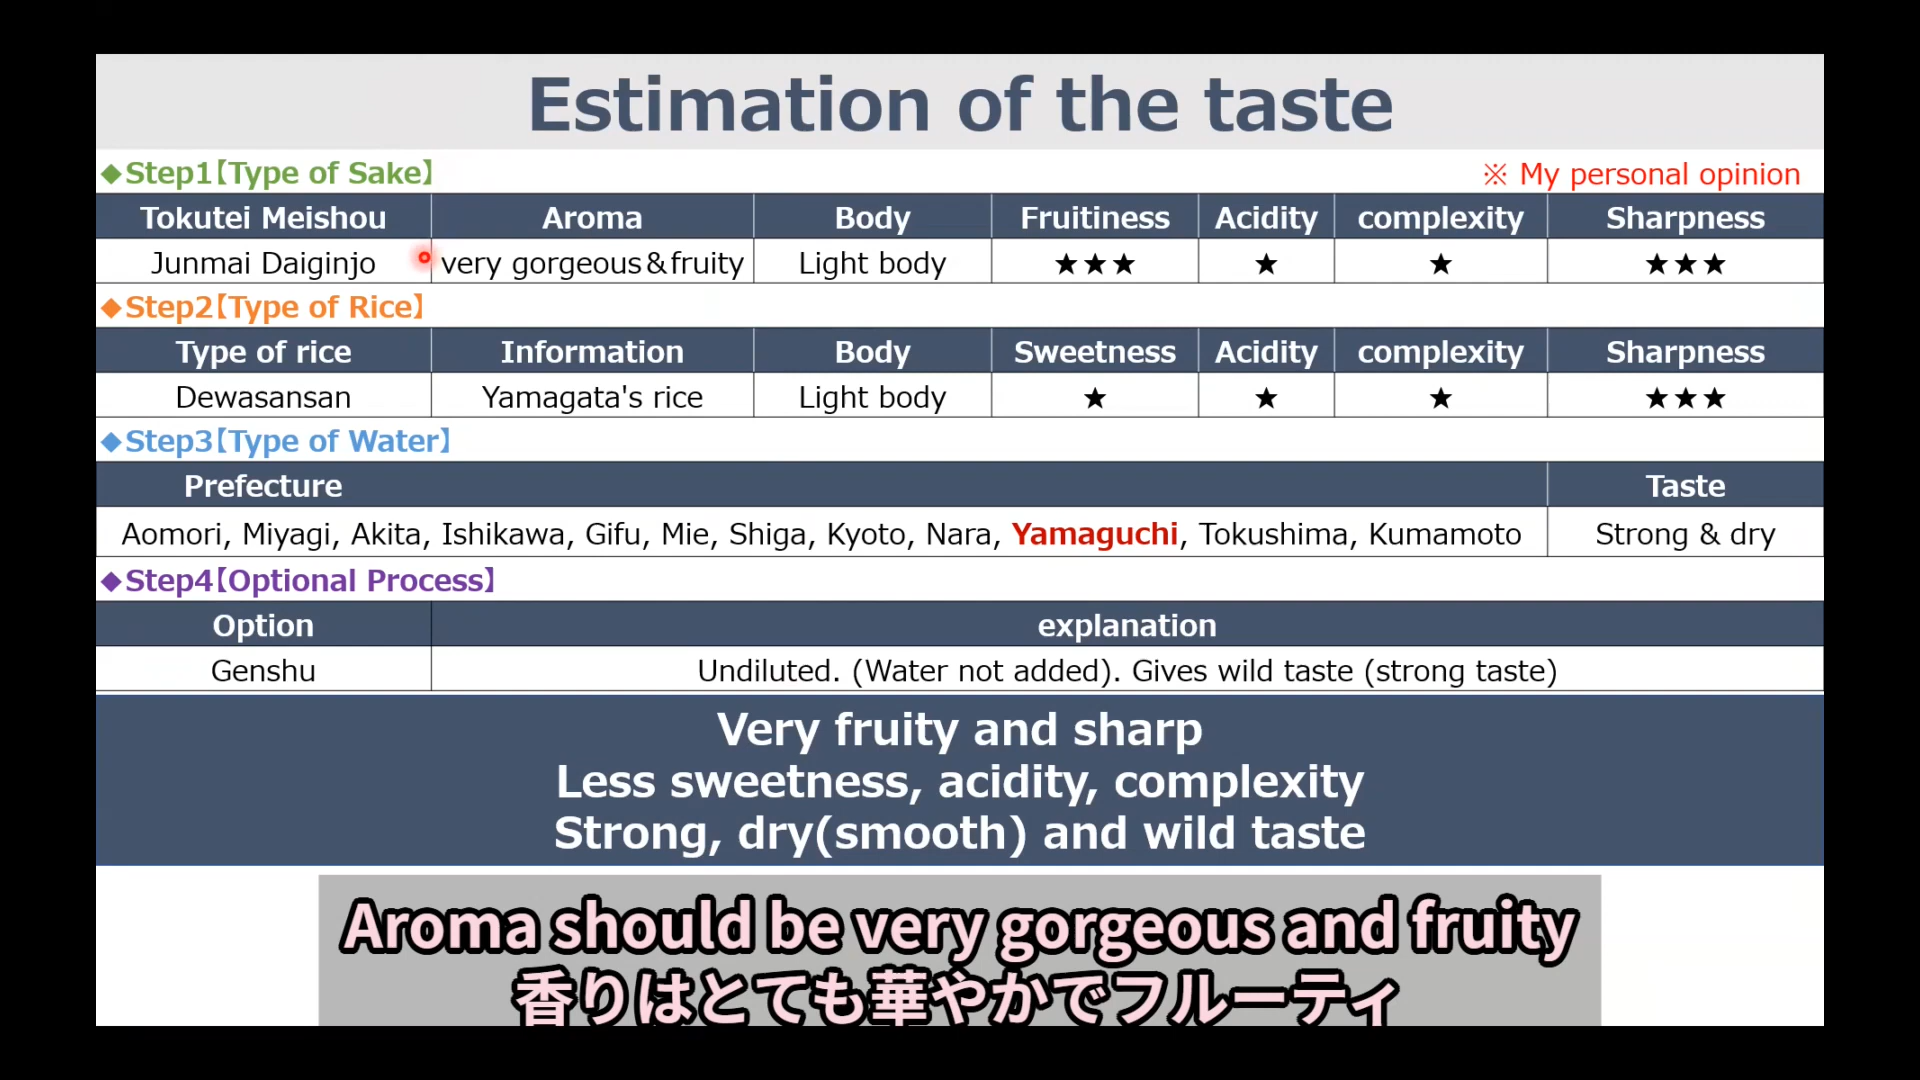 Estimation of the taste
◆Step1【Type of Sake】 ※ My personal opinion
Tokutei Meishou Aroma Body Fruitiness Acidity complexity Sharpness
Junmai Daiginjo very gorgeous&fruity Light body ★★★ ★ ★ ★★★
◆Step2【Type of Rice】
Type of rice Information Body Sweetness Acidity complexity Sharpness
Dewasansan Yamagata's rice Light body ★ ★ ★ ★★★
◆Step3【Type of Water】
Prefecture Taste
Aomori, Miyagi, Akita, Ishikawa, Gifu, Mie, Shiga, Kyoto, Nara, Yamaguchi, Tokushima, Kumamoto Strong & dry
◆Step4【Optional Process】
Option explanation
Genshu Undiluted. (Water not added). Gives wild taste (strong taste)
Very fruity and sharp
Less sweetness, acidity, complexity
Strong, dry(smooth) and wild taste
Aroma should be very gorgeous and fruity
香りはとても華やかでフルーティ